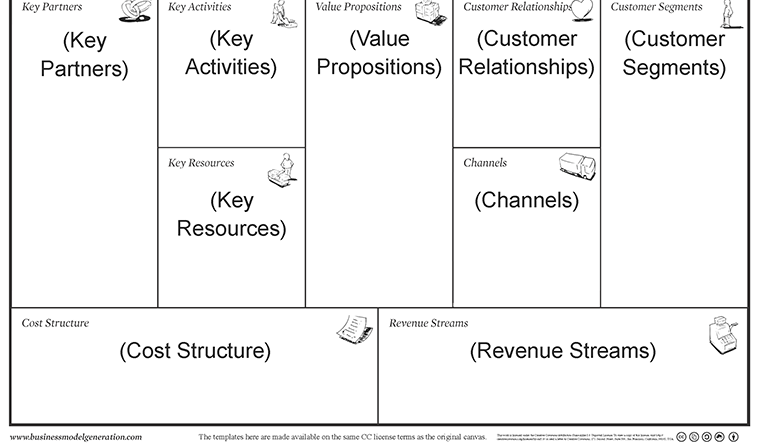 Key Partners
(Key
Partners)
Key Activities
(Key
Activities)
Key Resources
(Key
Resources)
Value Propositions
(Value
Propositions)
Customer Relationships
(Customer
Relationships)
Channels
(Channels)
Customer Segments
(Customer
Segments)
Cost Structure
(Cost Structure)
Revenue Streams
(Revenue Streams)
www.businessmodelgeneration.com
The templates here are made available on the same CC license terms as the original canvas.